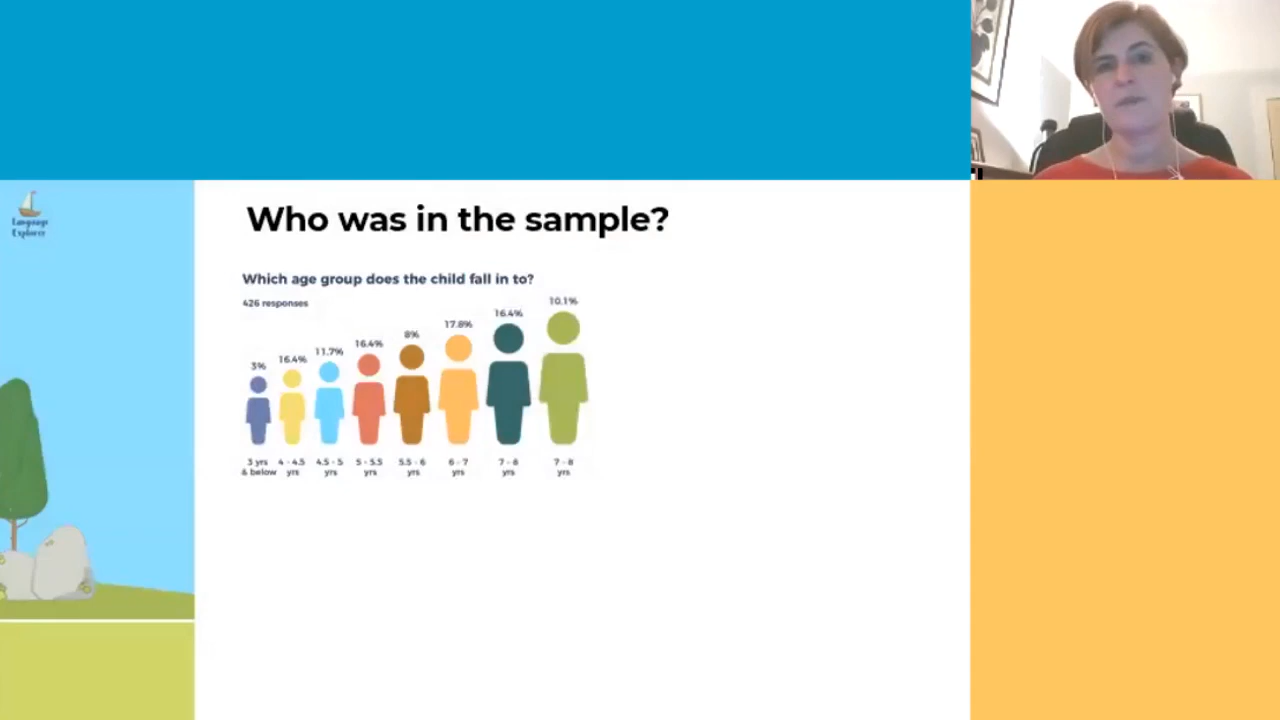 Language
Explorer
Who was in the sample?
Which age group does the child fall in to?
426 responses
3% 16.4% 11.7% 16.4% 8% 17.8% 16.4% 10.1%
3 yrs 4 - 4.5 4.5 - 5 5 - 5.5 5.5 - 6 6 - 7 7 - 8 7 - 8
& below yrs yrs yrs yrs yrs yrs yrs